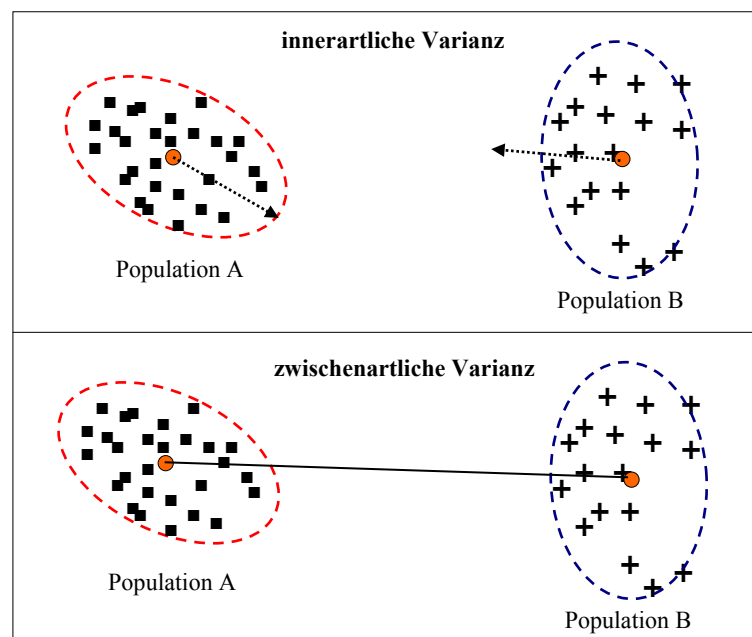 innerartliche Varianz
Population A
Population B
zwischenartliche Varianz
Population A
Population B